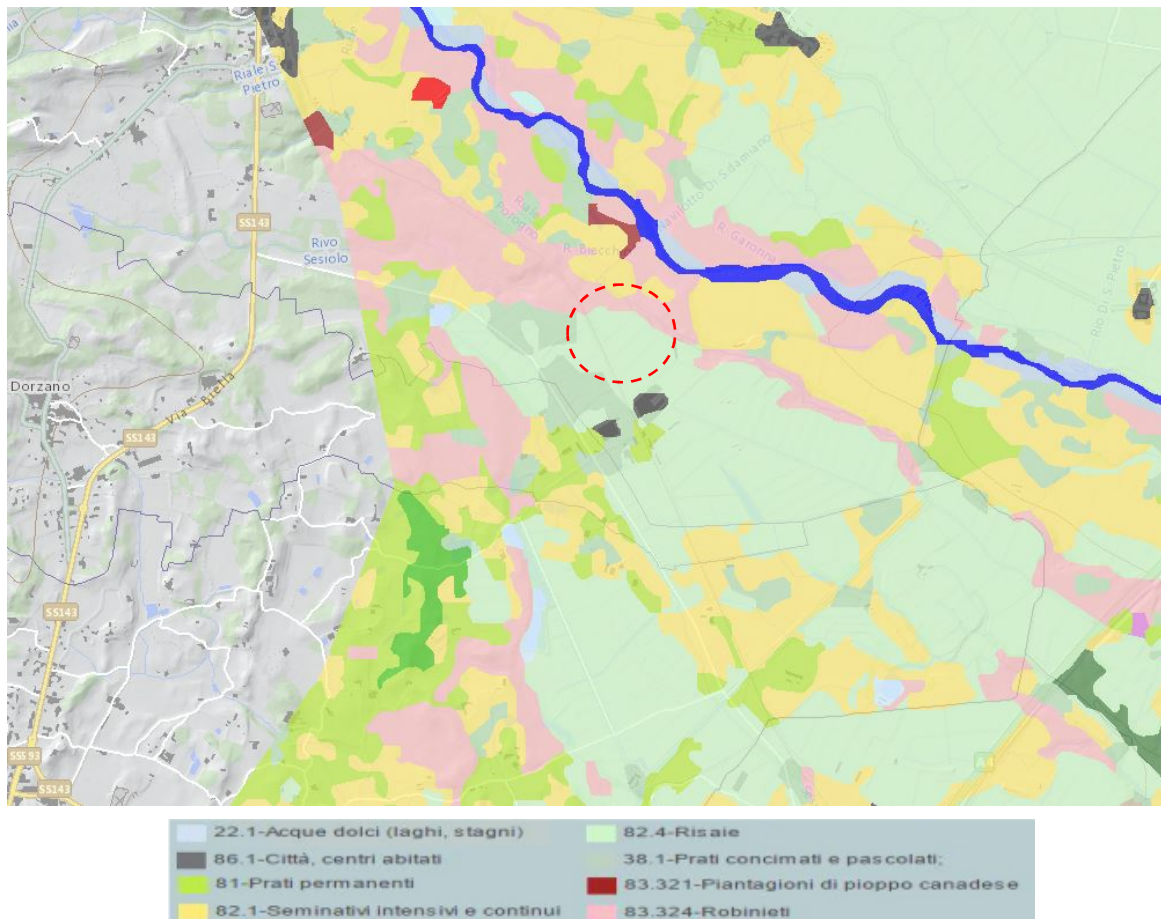 Riale S.
Pietro
SS143
Rivo
Sesiolo
R. Garonna
Rio Di S. Pietro
Dorzano
Via Biella
SS143
SS143
SS593
SS143
A4
22.1-Acque dolci (laghi, stagni)
82.4-Risaie
86.1-Città, centri abitati
38.1-Prati concimati e pascolati;
81-Prati permanenti
83.321-Piantagioni di pioppo canadese
82.1-Seminativi intensivi e continui
83.324-Robinieti